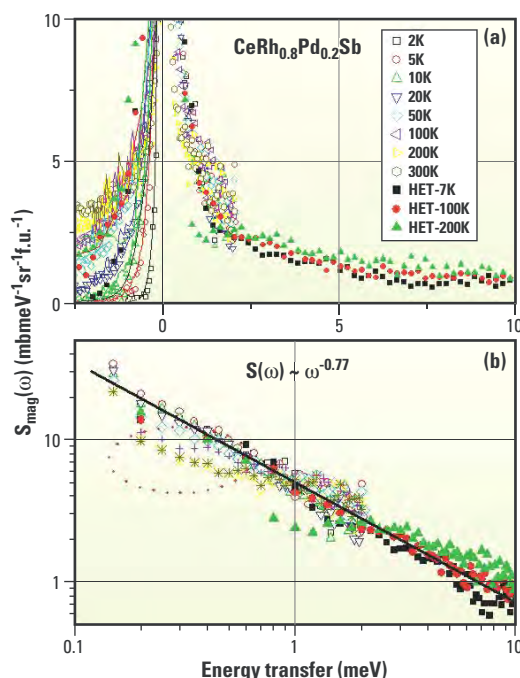 CeRh0.8Pd0.2Sb
(a)
2K
5K
10K
20K
50K
100K
200K
300K
HET-7K
HET-100K
HET-200K
10
5
0
0
5
10
Smag(ω) (mbmeV-1sr-1f.u.-1)
(b)
S(ω) ~ ω-0.77
10
1
0.1
1
10
Energy transfer (meV)